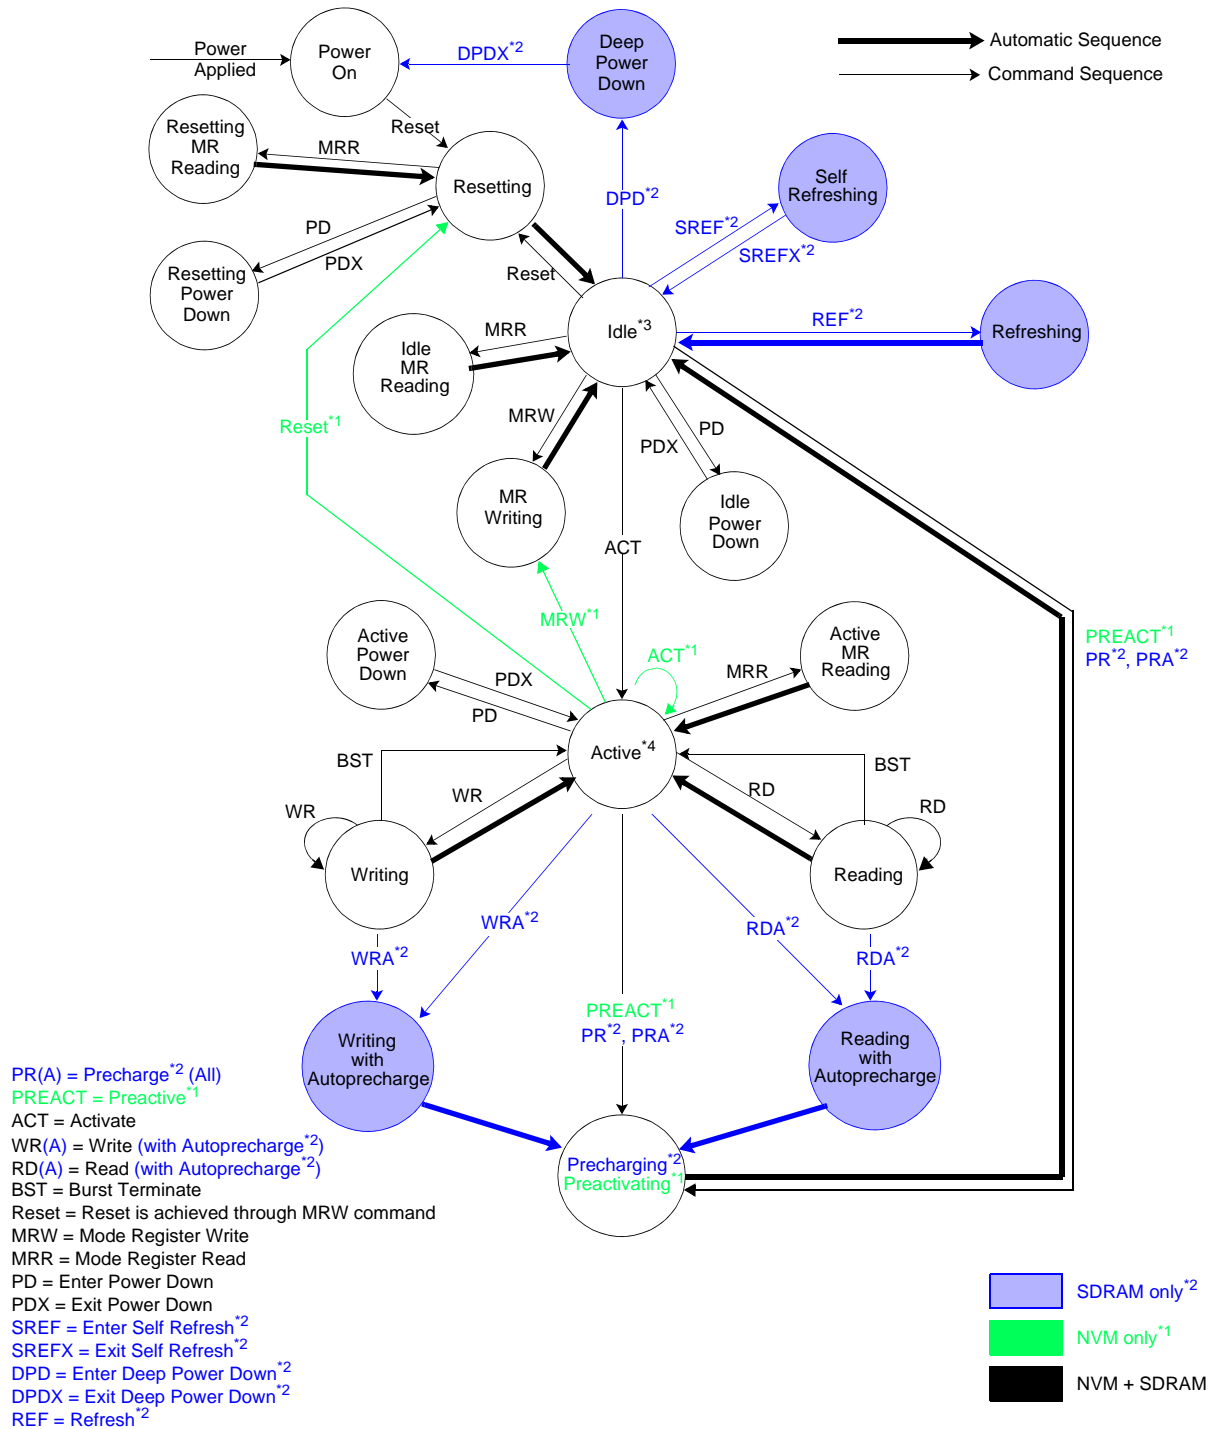 Power
Applied
Power
On
DPDX*2
Deep
Power
Down
Automatic Sequence
Command Sequence
Reset
Resetting
MR
Reading
MRR
Resetting
DPD*2
Self
Refreshing
SREF*2
SREFX*2
PD
PDX
Resetting
Power
Down
Reset
Idle*3
REF*2
Refreshing
MRR
Idle
MR
Reading
MRW
PD
PDX
Reset*1
MR
Writing
Idle
Power
Down
ACT
MRW*1
Active
Power
Down
PDX
PD
ACT*1
MRR
Active
MR
Reading
PREACT*1
PR*2, PRA*2
Active*4
BST
WR
RD
BST
WR
Writing
RD
Reading
WRA*2
WRA*2
RDA*2
RDA*2
PREACT*1
PR*2, PRA*2
Writing
with
Autoprecharge
Reading
with
Autoprecharge
Precharging*2
Preactivating*1
PR(A) = Precharge*2 (All)
PREACT = Preactive*1
ACT = Activate
WR(A) = Write (with Autoprecharge*2)
RD(A) = Read (with Autoprecharge*2)
BST = Burst Terminate
Reset = Reset is achieved through MRW command
MRW = Mode Register Write
MRR = Mode Register Read
PD = Enter Power Down
PDX = Exit Power Down
SREF = Enter Self Refresh*2
SREFX = Exit Self Refresh*2
DPD = Enter Deep Power Down*2
DPDX = Exit Deep Power Down*2
REF = Refresh*2
SDRAM only*2
NVM only*1
NVM + SDRAM